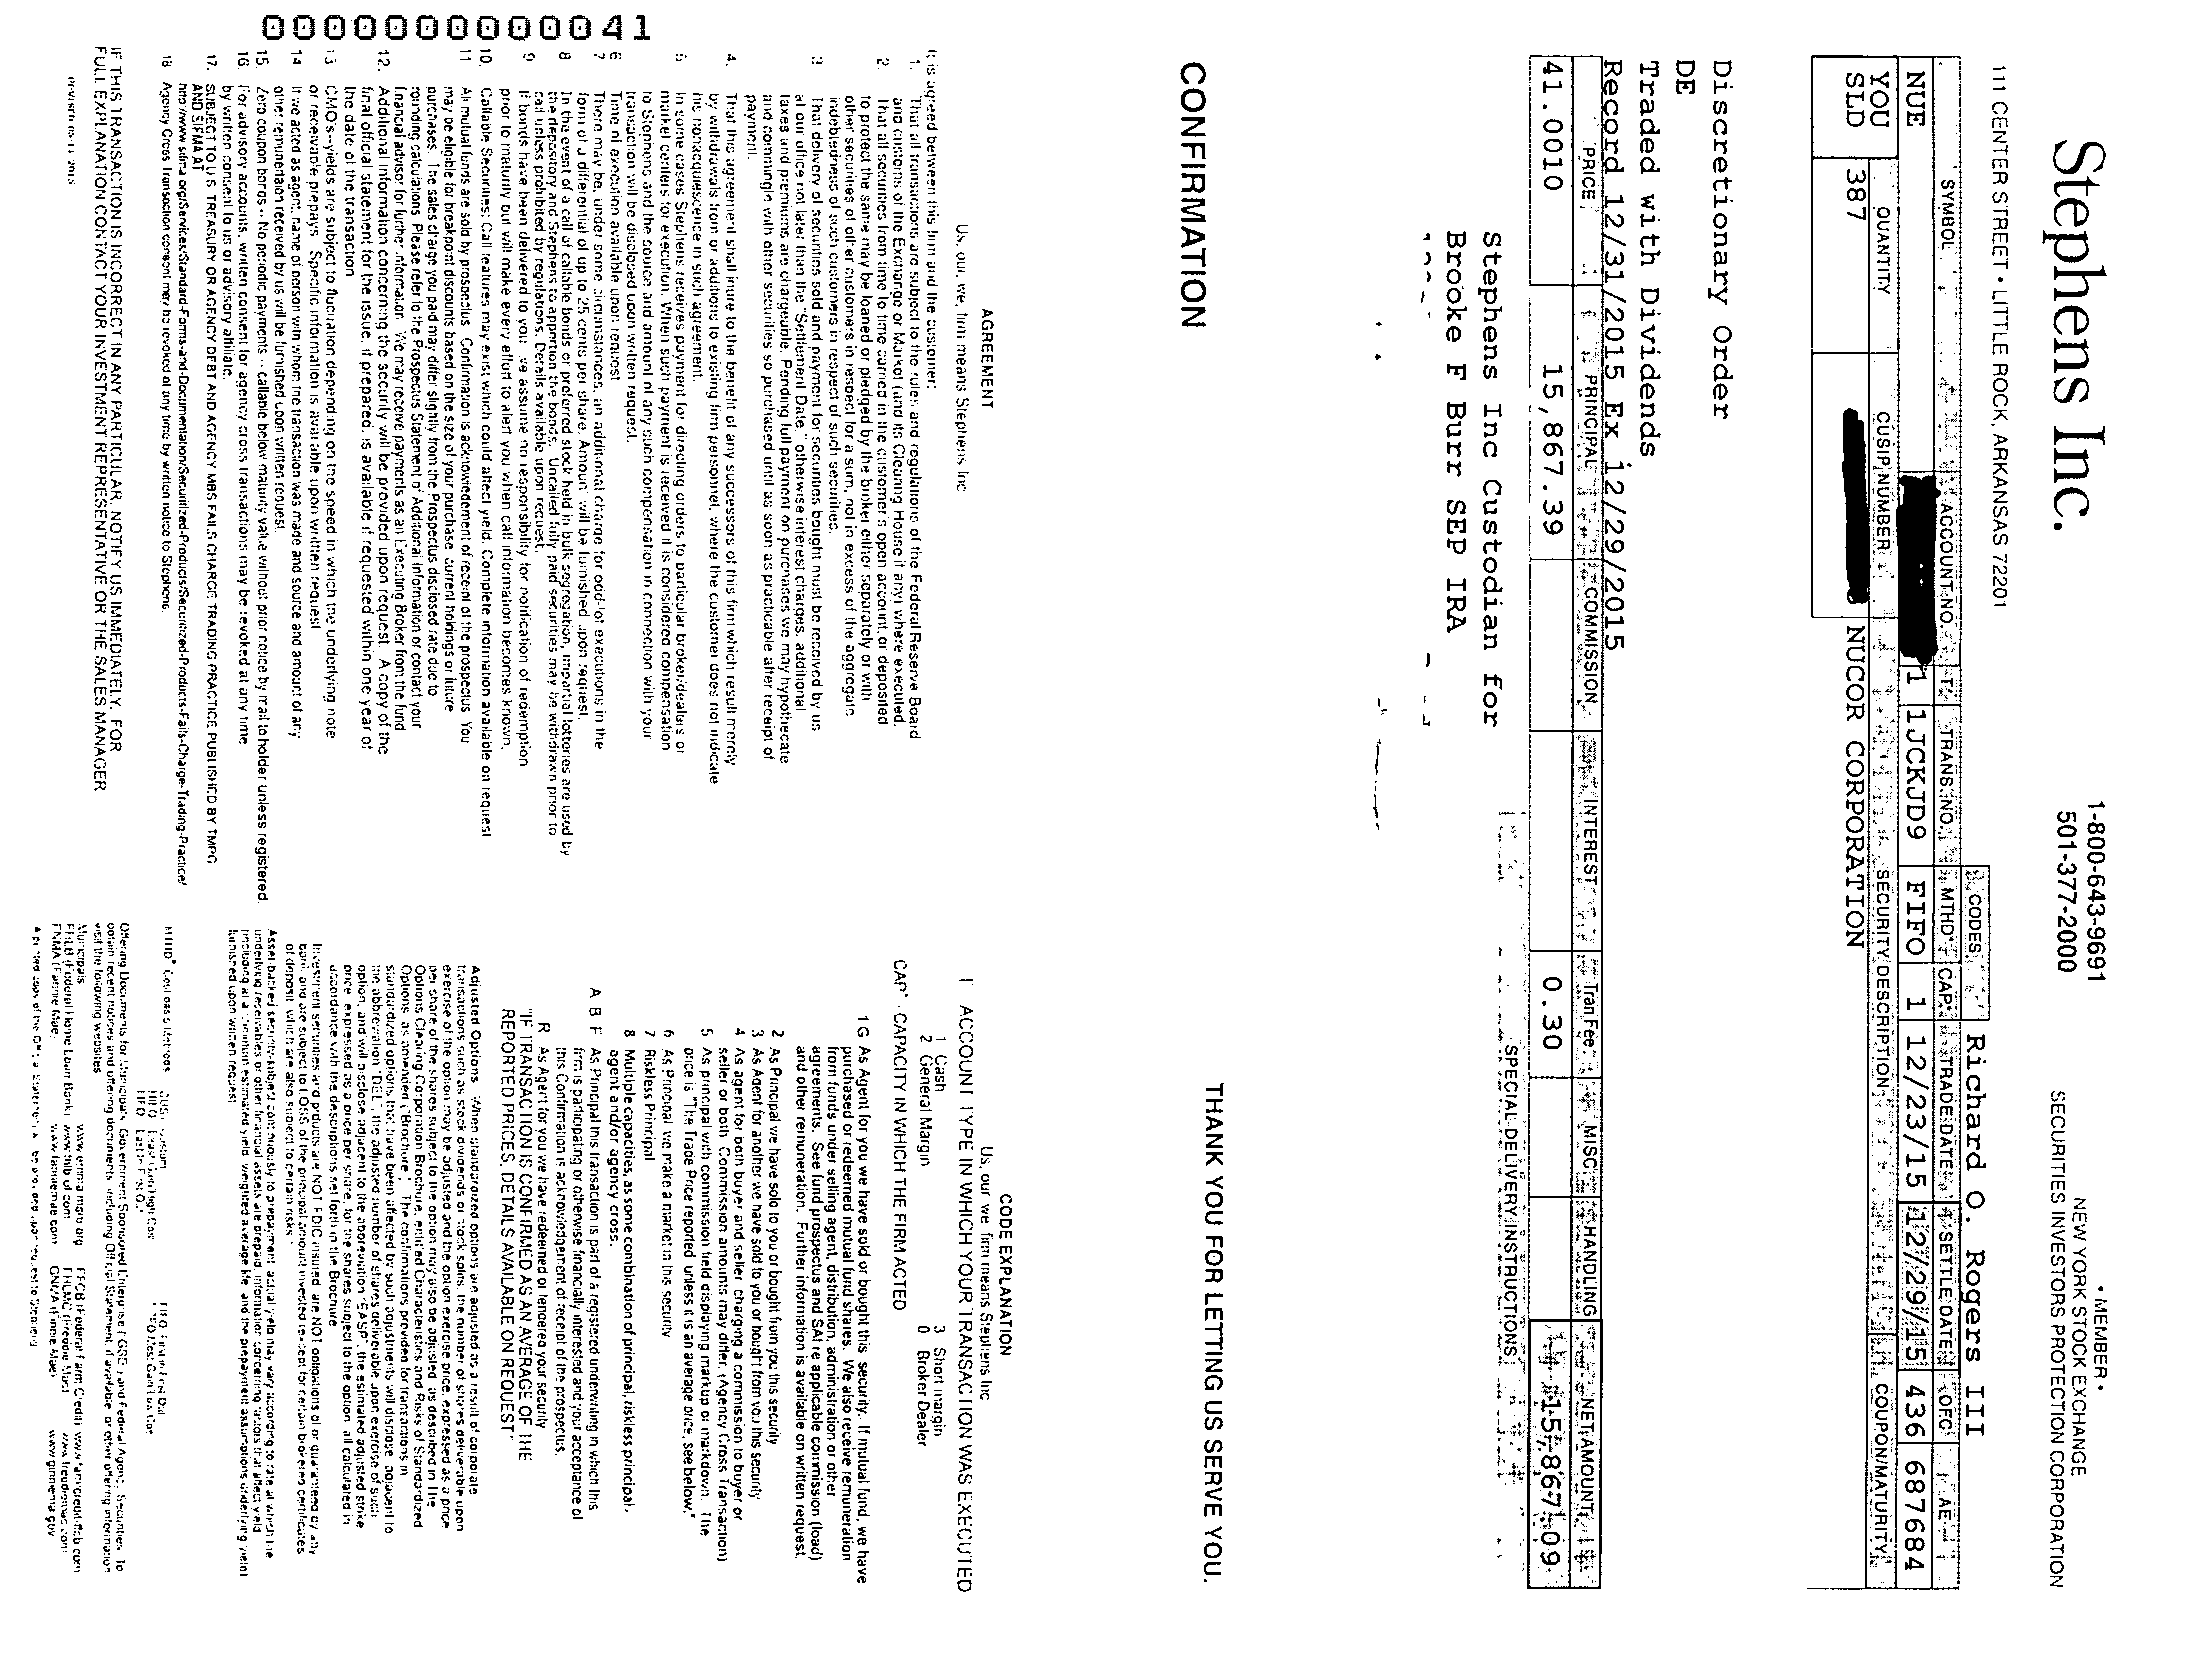 Stephens Inc.
111 CENTER STREET • LITTLE ROCK, ARKANSAS 72201
1-800-643-9691
501-377-2000
• MEMBER •
NEW YORK STOCK EXCHANGE
SECURITIES INVESTORS PROTECTION CORPORATION
CODES
Richard O. Rogers III
SYMBOL ACCOUNT NO. T TRANS NO. MTHD* CAP* TRADE DATE SETTLE DATE OFC AE
NUE 1 1JCKJD9 FIFO 1 12/23/15 12/29/15 436 687684
YOU SLD QUANTITY CUSIP NUMBER SECURITY DESCRIPTION COUPON/MATURITY
387 NUCOR CORPORATION
Discretionary Order
DE
Traded with Dividends
Record 12/31/2015 Ex 12/29/2015
PRICE PRINCIPAL COMMISSION INTEREST Tran Fee MISC HANDLING NET AMOUNT
41.0010 15,867.39 0.30 15,867.09
SPECIAL DELIVERY INSTRUCTIONS
Stephens Inc Custodian for
Brooke F Burr SEP IRA
CONFIRMATION
THANK YOU FOR LETTING US SERVE YOU.
AGREEMENT
Us, our, we, firm means Stephens Inc
It is agreed between this firm and the customer:
1. That all transactions are subject to the rules and regulations of the Federal Reserve Board
and customs of the Exchange or Market (and its Clearing House if any) where executed.
2. That all securities from time to time carried in the customer's open account, or deposited
to protect the same may be loaned or pledged by the broker either separately or with
other securities of other customers in respect for a sum, not in excess of the aggregate
indebtedness of such customers in respect of such securities.
3. That delivery of securities sold and payment for securities bought must be received by us
at our office not later than the "Settlement Date," otherwise interest charges, additional
taxes and premiums are chargeable. Pending full payment on purchases we may hypothecate
and commingle with other securities so purchased until as soon as practicable after receipt of
payment.
4. That this agreement shall inure to the benefit of any successors of this firm which result merely
by withdrawals from or additions to existing firm personnel, where the customer does not indicate
his nonacquiescence in such agreement.
5. In some cases Stephens receives payment for directing orders to particular broker/dealers or
market centers for execution. When such payment is received it is considered compensation
to Stephens and the source and amount of any such compensation in connection with your
transaction will be disclosed upon written request.
6. Time of execution available upon request
7. There may be, under some circumstances, an additional charge for odd-lot executions in the
form of a differential of up to 25 cents per share. Amount will be furnished upon request.
8. In the event of a call of callable bonds or preferred stock held in bulk segregation, impartial lotteries are used by
the depository and Stephens to apportion the bonds. Uncalled fully paid securities may be withdrawn prior to
call unless prohibited by regulations. Details available upon request.
9. If bonds have been delivered to you, we assume no responsibility for notification of redemption
prior to maturity but will make every effort to alert you when call information becomes known.
10. Callable Securities: Call features may exist which could affect yield. Complete information available on request
11. All mutual funds are sold by prospectus. Confirmation is acknowledgement of receipt of the prospectus. You
may be eligible for breakpoint discounts based on the size of your purchase, current holdings or future
purchases. The sales charge you paid may differ slightly from the Prospectus disclosed rate due to
rounding calculations. Please refer to the Prospectus Statement of Additional Information or contact your
financial advisor for further information. We may receive payments as an Executing Broker from the fund
12. Additional information concerning the security will be provided upon request. A copy of the
final official statement for the issue, if prepared, is available if requested within one year of
the date of the transaction
13. CMO's--yields are subject to fluctuation depending on the speed in which the underlying note
or receivable prepays. Specific information is available upon written request
14. If we acted as agent, name of person with whom the transaction was made and source and amount of any
other remuneration received by us will be furnished upon written request
15. Zero coupon bonds -- No periodic payments -- callable below maturity value without prior notice by mail to holder unless registered.
16. For advisory accounts, written consent for agency cross transactions may be revoked at any time
by written consent to us or advisory affiliate.
17. SUBJECT TO U S TREASURY OR AGENCY DEBT AND AGENCY MBS FAILS CHARGE TRADING PRACTICE PUBLISHED BY TMPG
AND SIFMA AT
http://www.sifma.org/Services/Standard-Forms-and-Documentation/Securitized-Products/Securitized-Products-Fails-Charge-Trading-Practice/
18. Agency Cross Transaction consent may be revoked at any time by written notice to Stephens.
IF THIS TRANSACTION IS INCORRECT IN ANY PARTICULAR, NOTIFY US IMMEDIATELY. FOR
FULL EXPLANATION CONTACT YOUR INVESTMENT REPRESENTATIVE OR THE SALES MANAGER
CODE EXPLANATION
Us, our we firm means Stephens Inc
I ACCOUNT TYPE IN WHICH YOUR TRANSACTION WAS EXECUTED
1 Cash 3 Short margin
2 General Margin 0 Broker Dealer
CAP* - CAPACITY IN WHICH THE FIRM ACTED
1 G As Agent for you we have sold or bought this security. If mutual fund, we have
purchased or redeemed mutual fund shares. We also receive remuneration
from funds under selling agent, distribution, administration or other
agreements. See fund prospectus and SAI re applicable commission (load)
and other remuneration. Further information is available on written request.
2 As Principal we have sold to you or bought from you this security
3 As Agent for another we have sold to you or bought from you this security
4 As agent for both buyer and seller charging a commission to buyer or
seller or both Commission amounts may differ. (Agency Cross Transaction)
5 As principal with commission field displaying markup or markdown. The
price is "The Trade Price reported unless it is an average price, see below."
6 As Principal we make a market in this security
7 Riskless Principal
8 Multiple capacities, as some combination of principal, riskless principal,
agent and/or agency cross.
A B F As Principal this transaction is part of a registered underwriting in which this
firm is participating or otherwise financially interested and your acceptance of
this Confirmation is acknowledgement of receipt of the prospectus.
R As Agent for you we have redeemed or tendered your security
"IF TRANSACTION IS CONFIRMED AS AN AVERAGE OF THE
REPORTED PRICES, DETAILS AVAILABLE ON REQUEST"
Adjusted Options When standardized options are adjusted as a result of corporate
transactions such as stock dividends or stock splits, the number of shares deliverable upon
exercise of the option may be adjusted and the option exercise price, expressed as a price
per share of the shares subject to the option may also be adjusted, as described in The
Options Clearing Corporation Brochure, entitled Characteristics and Risks of Standardized
Options, as amended ("Brochure"). The confirmations provided for transactions in
standardized options that have been affected by such adjustments will disclose, adjacent to
the abbreviation "DEL", the adjusted number of shares deliverable upon exercise of such
option, and will disclose adjacent to the abbreviation "EASP", the estimated adjusted strike
price, expressed as a price per share, for the shares subject to the option, all calculated in
accordance with the descriptions set forth in the Brochure
Investment securities and products are NOT FDIC insured, are NOT obligations of or guaranteed by any
bank, and are subject to LOSS of the principal amount invested (except for certain brokered certificates
of deposit which are also subject to certain risks.)
furnished upon written request
MTHD*
Offering Documents for Municipals, Government Sponsored Enterprise (GSE), and Federal Agency Securities. To
obtain recent notices and offering documents, including Official Statement, if available or other offering information
visit the following websites
Municipals www.emma.msrb.org FFCB (Federal Farm Credit)
FHLB (Federal Home Loan Bank) www.fhlb-of.com FHLMC (Freddie Mac) www.freddiemac.com
FNMA (Fannie Mae) www.fanniemae.com GNMA (Ginnie Mae) www.ginniemae.gov
000000000041